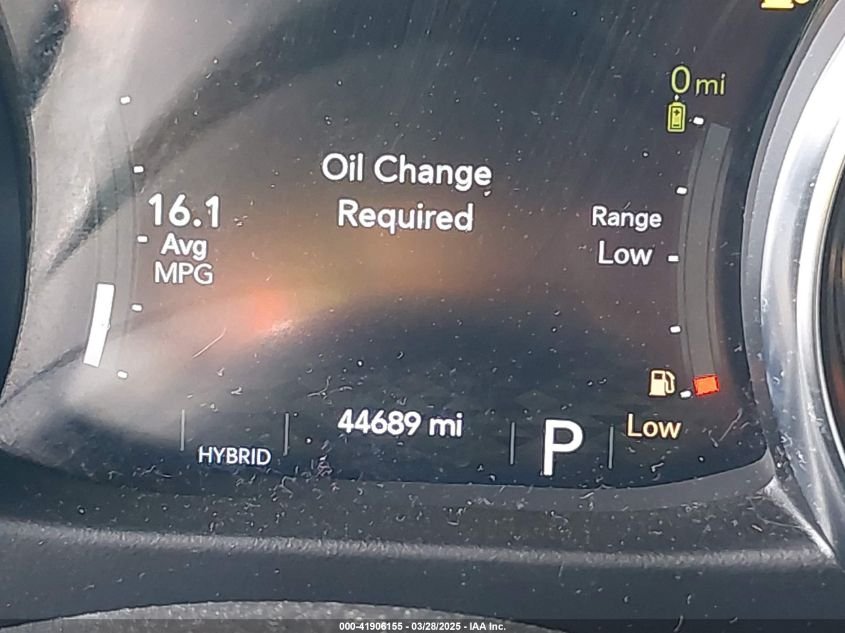 0 mi
Oil Change
Required
16.1
Avg
MPG
Range
Low
44689 mi
HYBRID
P
Low
000-41906155 - 03/28/2025 - IAA Inc.